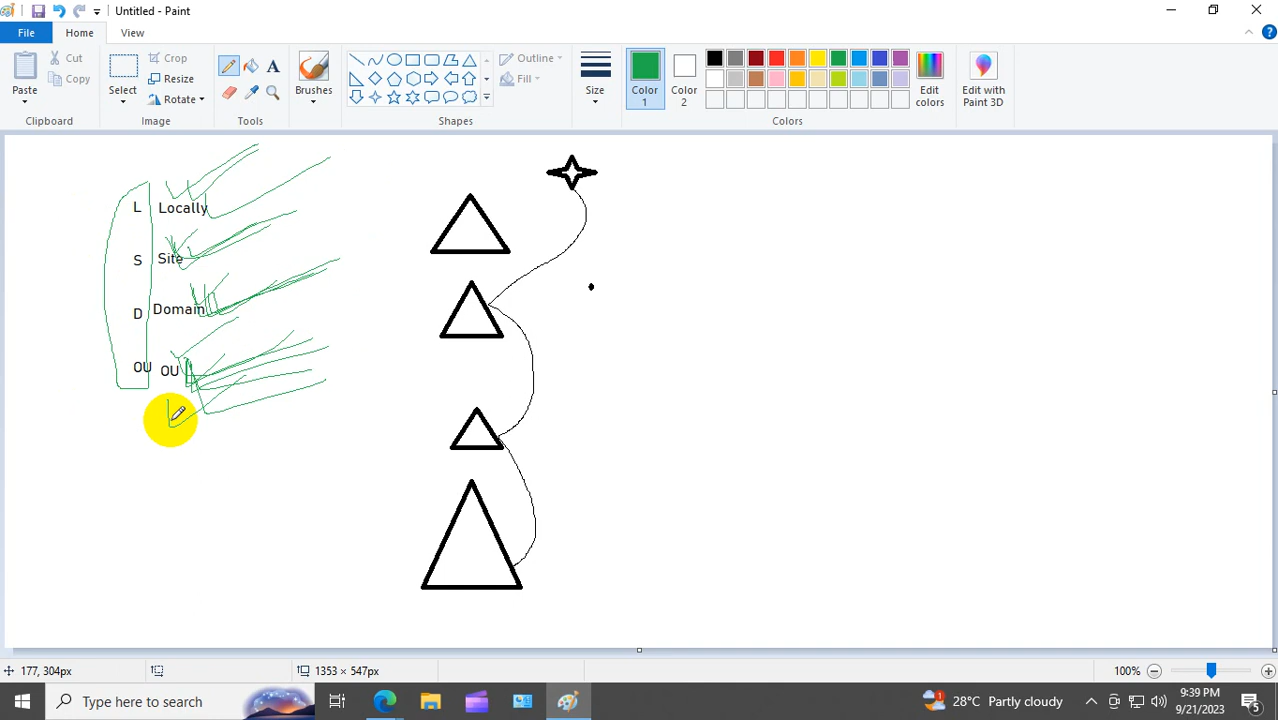 Untitled - Paint
File Home View
Paste Cut Copy Clipboard
Select Crop Resize Rotate Image
Tools
Brushes
Outline Fill Shapes
Size
Color 1
Color 2
Edit colors
Colors
Edit with Paint 3D
L Locally
S Site
D Domain
OU OU
177, 304px
1353 × 547px
100%
Type here to search
1
28°C Partly cloudy
9:39 PM
9/21/2023
5